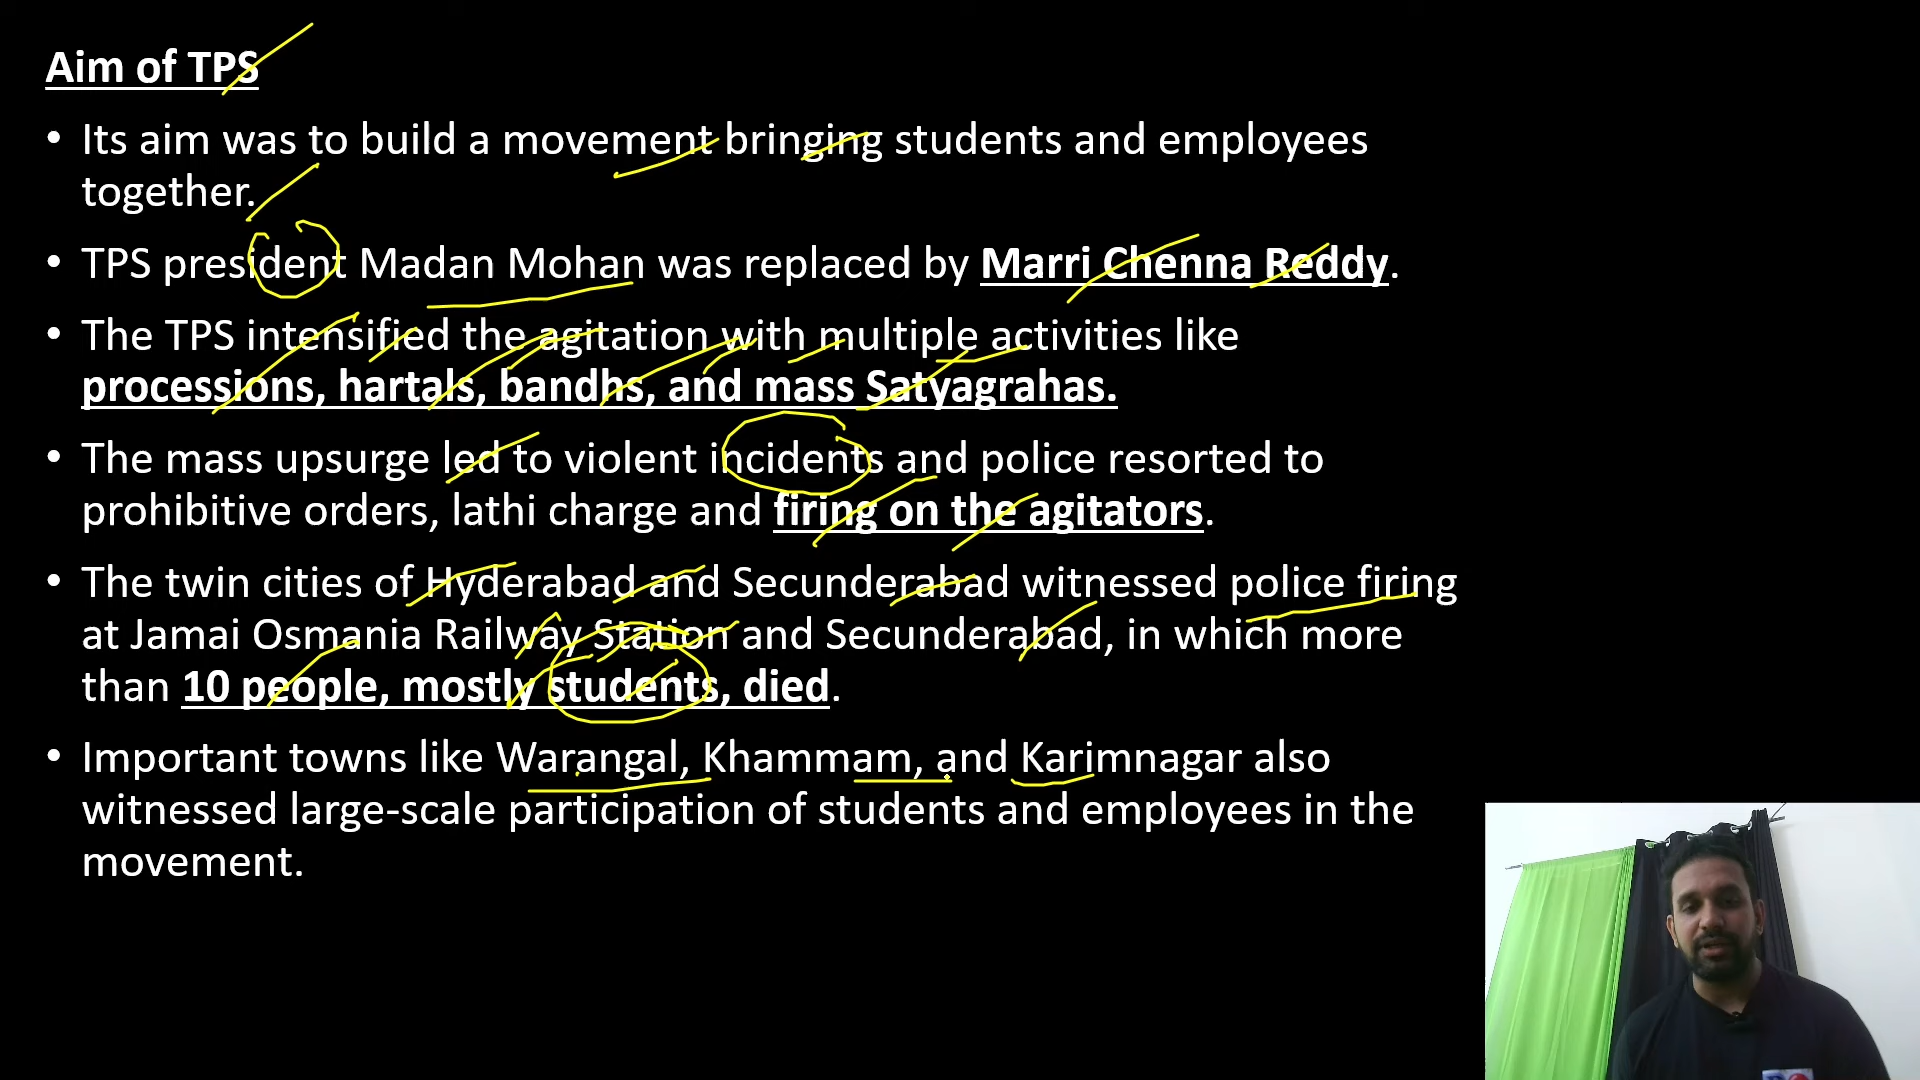 Aim of TPS
• Its aim was to build a movement bringing students and employees
together.
• TPS president Madan Mohan was replaced by Marri Chenna Reddy.
• The TPS intensified the agitation with multiple activities like
processions, hartals, bandhs, and mass Satyagrahas.
• The mass upsurge led to violent incidents and police resorted to
prohibitive orders, lathi charge and firing on the agitators.
• The twin cities of Hyderabad and Secunderabad witnessed police firing
at Jamai Osmania Railway Station and Secunderabad, in which more
than 10 people, mostly students, died.
• Important towns like Warangal, Khammam, and Karimnagar also
witnessed large-scale participation of students and employees in the
movement.